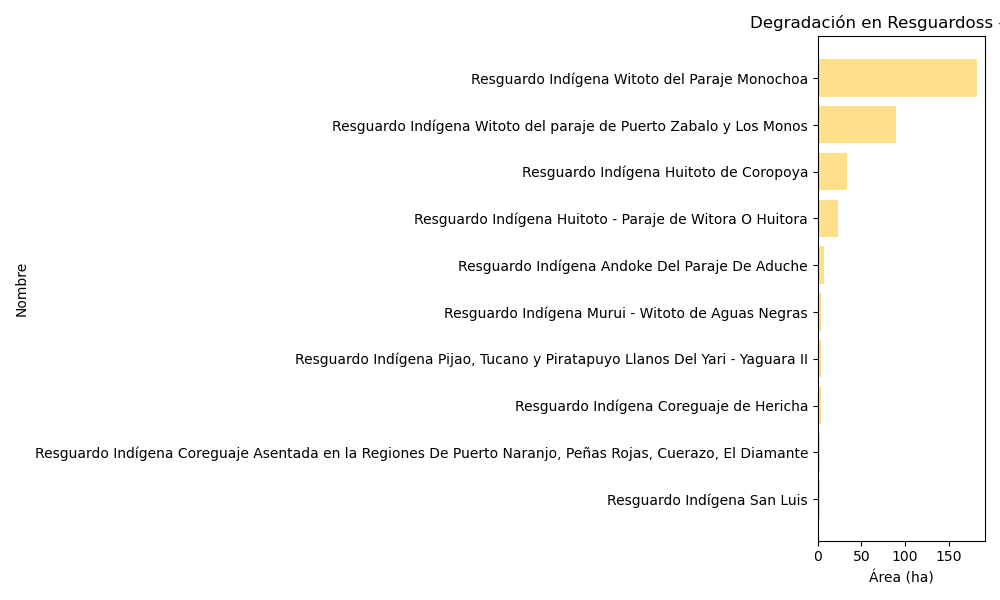 Degradación en Resguardoss -
Resguardo Indígena Witoto del Paraje Monochoa
Resguardo Indígena Witoto del paraje de Puerto Zabalo y Los Monos
Resguardo Indígena Huitoto de Coropoya
Resguardo Indígena Huitoto - Paraje de Witora O Huitora
Resguardo Indígena Andoke Del Paraje De Aduche
Nombre
Resguardo Indígena Murui - Witoto de Aguas Negras
Resguardo Indígena Pijao, Tucano y Piratapuyo Llanos Del Yari - Yaguara II
Resguardo Indígena Coreguaje de Hericha
Resguardo Indígena Coreguaje Asentada en la Regiones De Puerto Naranjo, Peñas Rojas, Cuerazo, El Diamante
Resguardo Indígena San Luis
0 50 100 150
Área (ha)